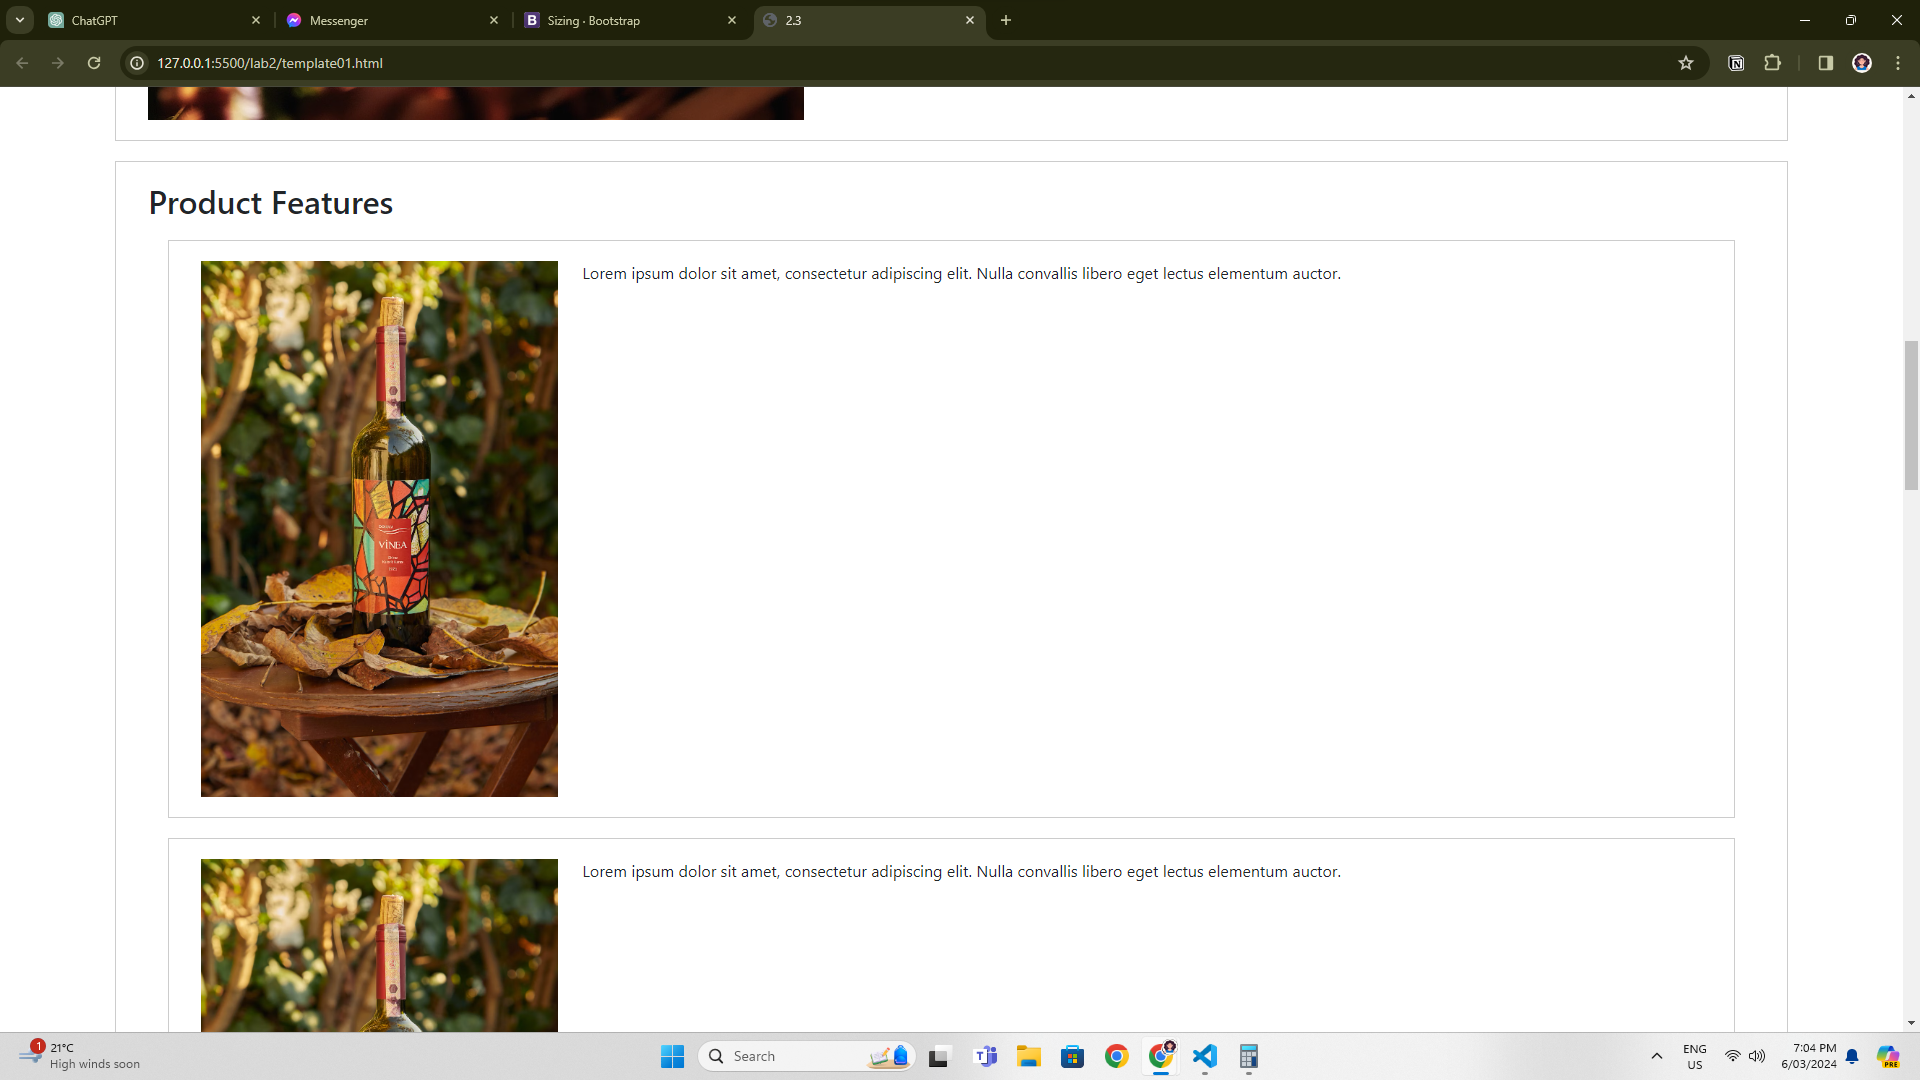 ChatGPT
Messenger
Sizing · Bootstrap
2.3
127.0.0.1:5500/lab2/template01.html
Product Features
Lorem ipsum dolor sit amet, consectetur adipiscing elit. Nulla convallis libero eget lectus elementum auctor.
VINEA
Lorem ipsum dolor sit amet, consectetur adipiscing elit. Nulla convallis libero eget lectus elementum auctor.
1
21°C
High winds soon
Search
ENG
US
7:04 PM
6/03/2024
PRE